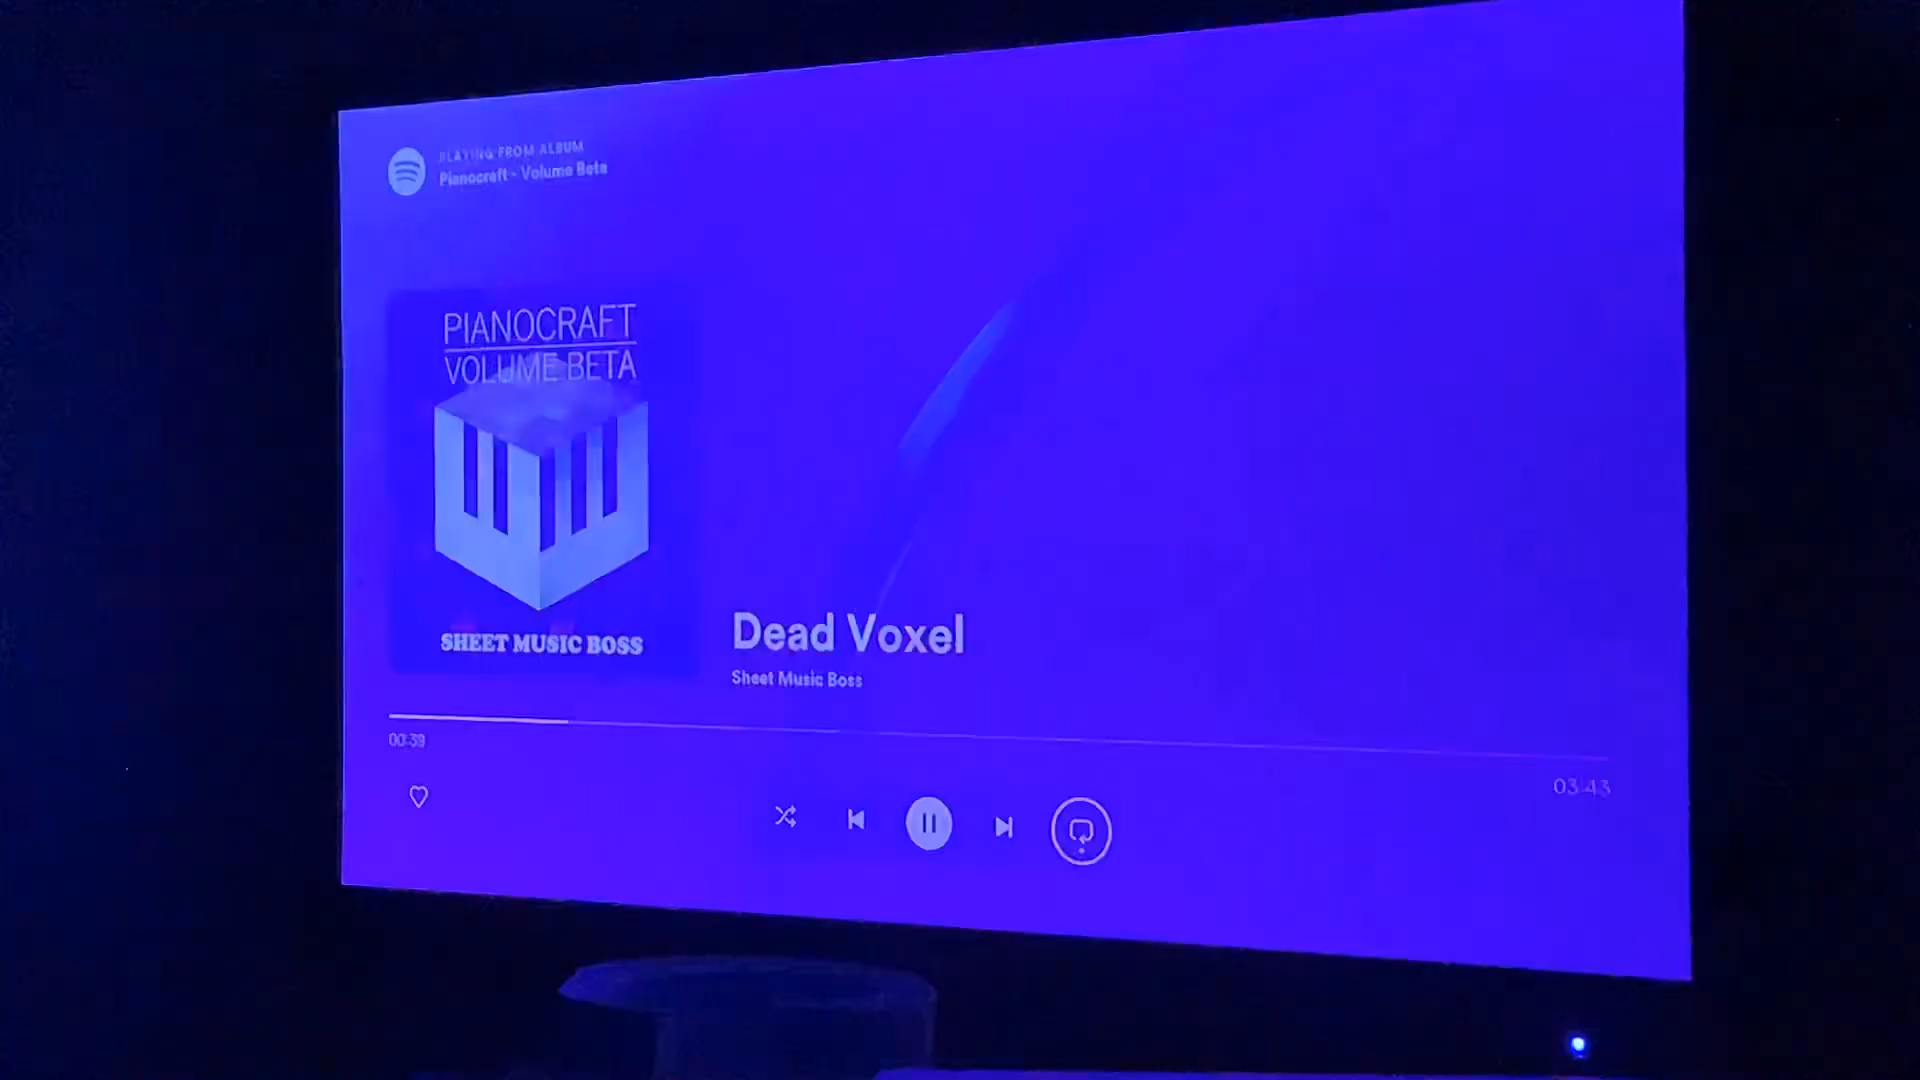 PLAYING FROM ALBUM
Pianocraft - Volume Beta
PIANOCRAFT
VOLUME BETA
SHEET MUSIC BOSS
Dead Voxel
Sheet Music Boss
00:39
03:43